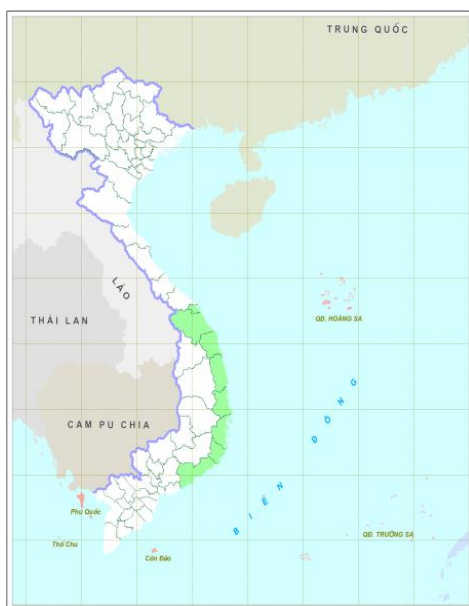 TRUNG QUỐC
LÀO
THÁI LAN
QĐ. HOÀNG SA
CAM PU CHIA
BIỂN ĐÔNG
Phú Quốc
Thổ Chu
Côn Đảo
QĐ. TRƯỜNG SA